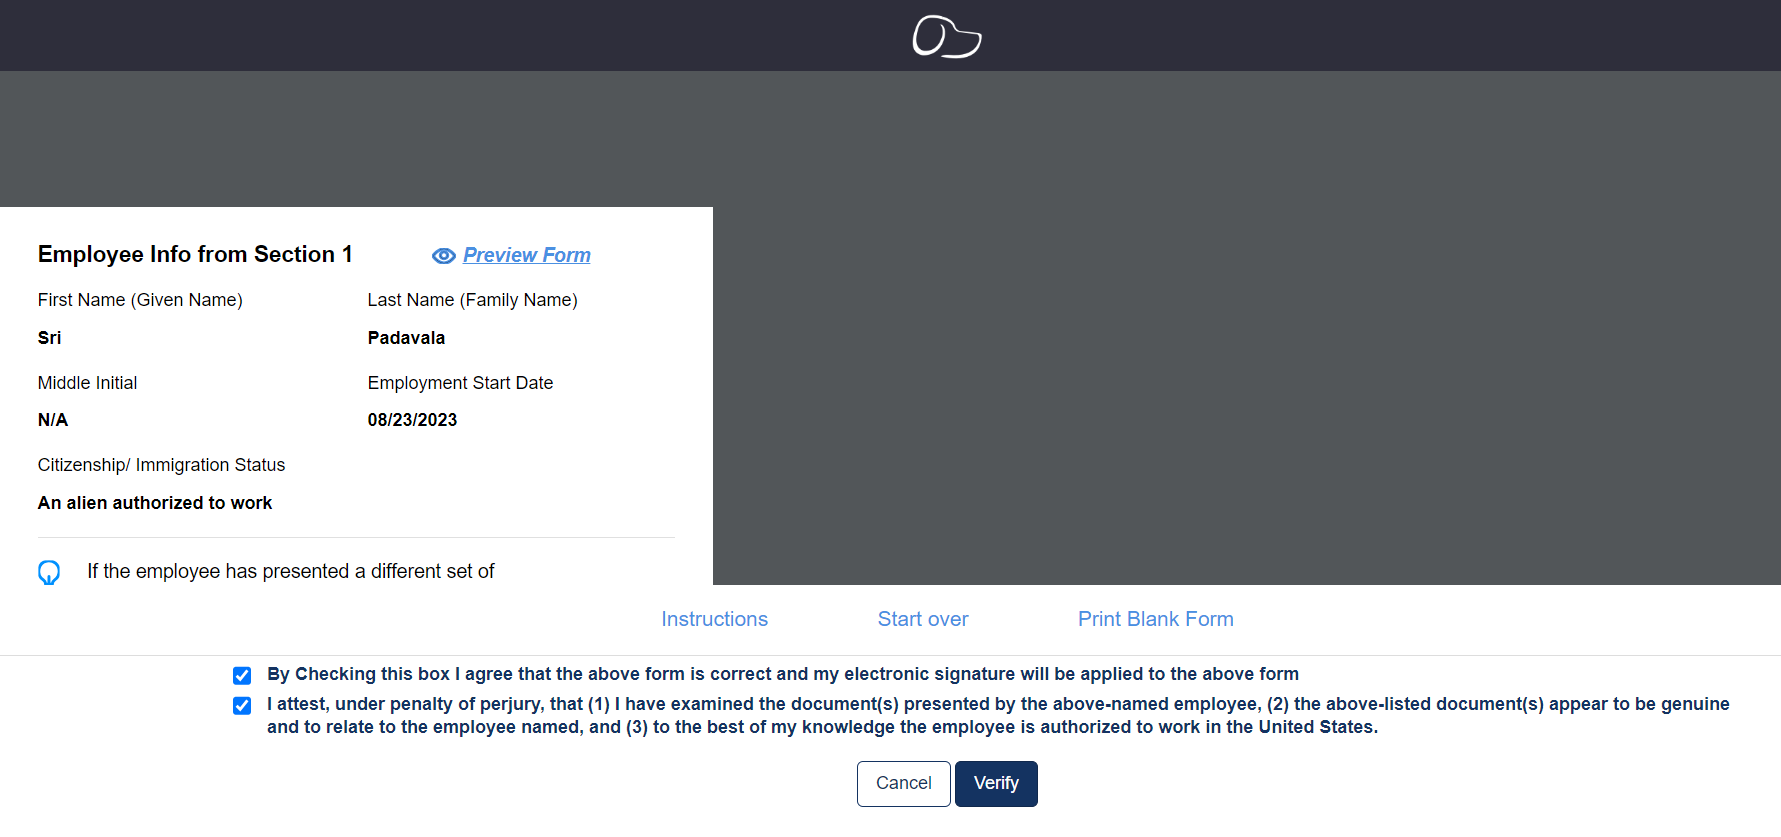 Employee Info from Section 1
Preview Form
First Name (Given Name)
Last Name (Family Name)
Sri
Padavala
Middle Initial
Employment Start Date
N/A
08/23/2023
Citizenship/ Immigration Status
An alien authorized to work
If the employee has presented a different set of
Instructions
Start over
Print Blank Form
By Checking this box I agree that the above form is correct and my electronic signature will be applied to the above form
I attest, under penalty of perjury, that (1) I have examined the document(s) presented by the above-named employee, (2) the above-listed document(s) appear to be genuine
and to relate to the employee named, and (3) to the best of my knowledge the employee is authorized to work in the United States.
Cancel
Verify